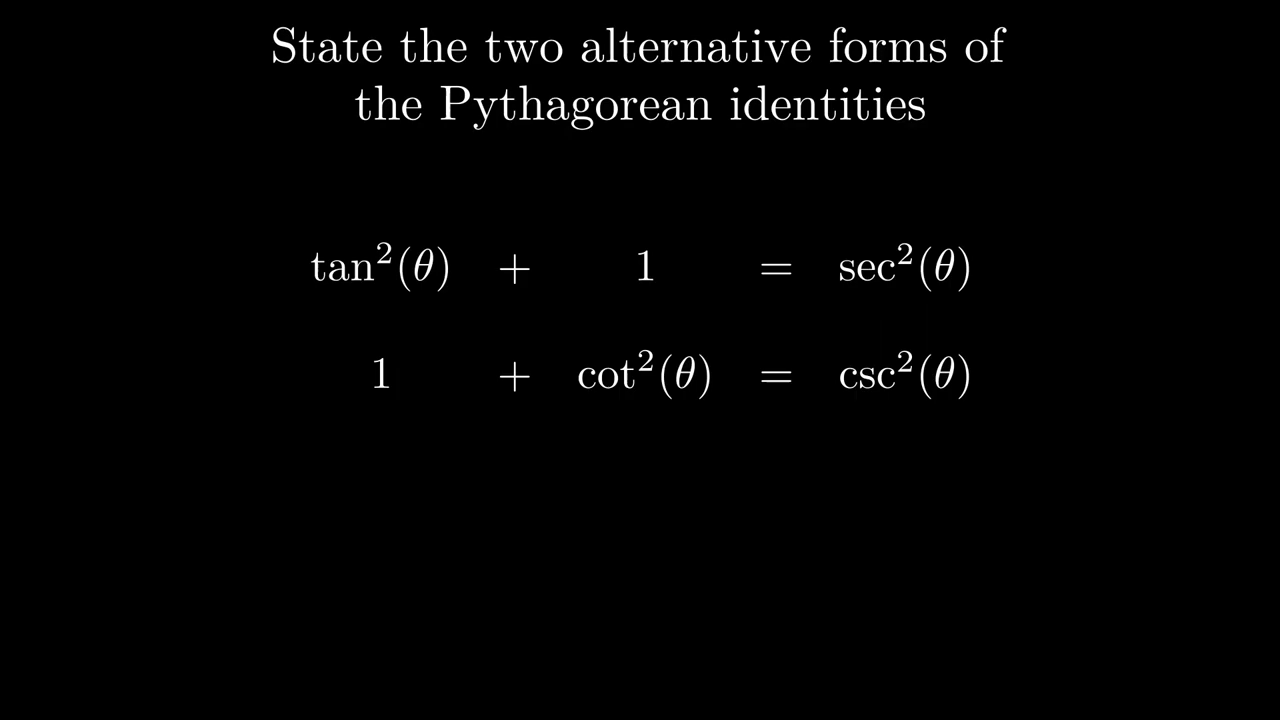 State the two alternative forms of
the Pythagorean identities
tan²(θ) + 1 = sec²(θ)
1 + cot²(θ) = csc²(θ)